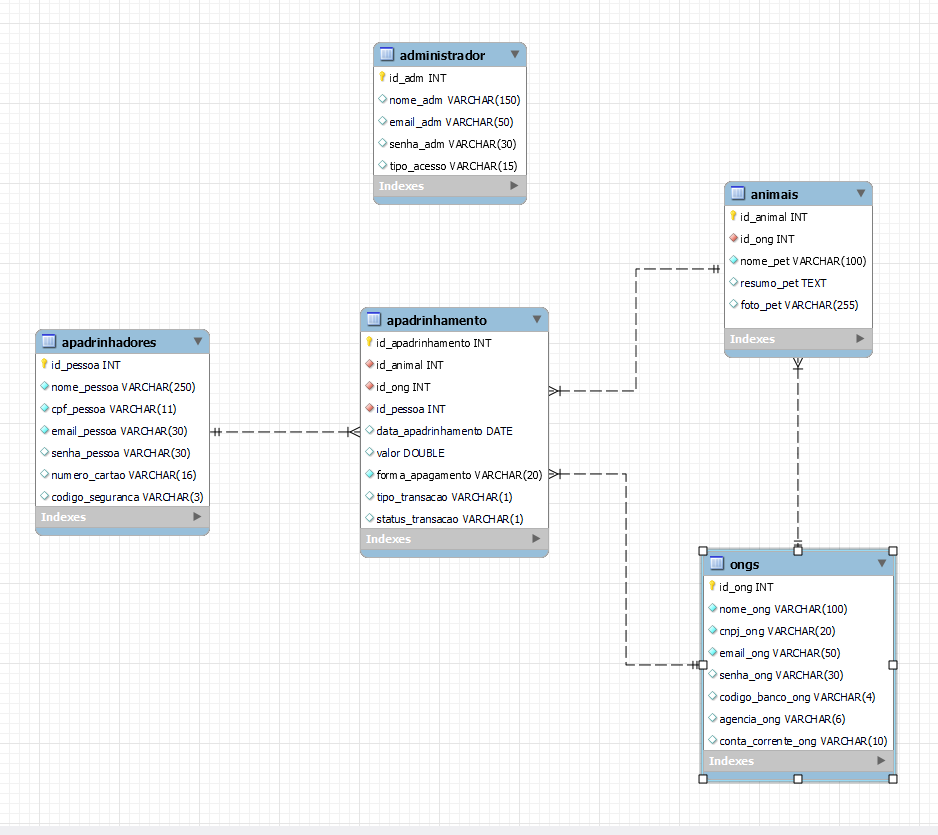 administrador
id_adm INT
nome_adm VARCHAR(150)
email_adm VARCHAR(50)
senha_adm VARCHAR(30)
tipo_acesso VARCHAR(15)
Indexes
animais
id_animal INT
id_ong INT
nome_pet VARCHAR(100)
resumo_pet TEXT
foto_pet VARCHAR(255)
Indexes
apadrinhadores
id_pessoa INT
nome_pessoa VARCHAR(250)
cpf_pessoa VARCHAR(11)
email_pessoa VARCHAR(30)
senha_pessoa VARCHAR(30)
numero_cartao VARCHAR(16)
codigo_seguranca VARCHAR(3)
Indexes
apadrinhamento
id_apadrinhamento INT
id_animal INT
id_ong INT
id_pessoa INT
data_apadrinhamento DATE
valor DOUBLE
forma_apagamento VARCHAR(20)
tipo_transacao VARCHAR(1)
status_transacao VARCHAR(1)
Indexes
ongs
id_ong INT
nome_ong VARCHAR(100)
cnpj_ong VARCHAR(20)
email_ong VARCHAR(50)
senha_ong VARCHAR(30)
codigo_banco_ong VARCHAR(4)
agencia_ong VARCHAR(6)
conta_corrente_ong VARCHAR(10)
Indexes